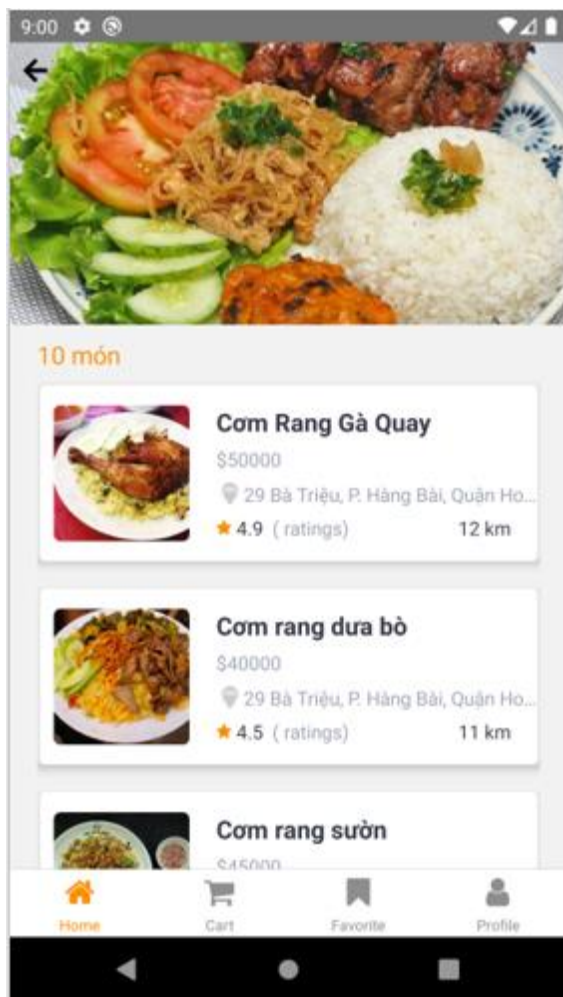 9:00
10 món
Cơm Rang Gà Quay
$50000
29 Bà Triệu, P. Hàng Bài, Quận Ho...
4.9 ( ratings) 12 km
Cơm rang dưa bò
$40000
29 Bà Triệu, P. Hàng Bài, Quận Ho...
4.5 ( ratings) 11 km
Cơm rang sườn
$45000
Home Cart Favorite Profile